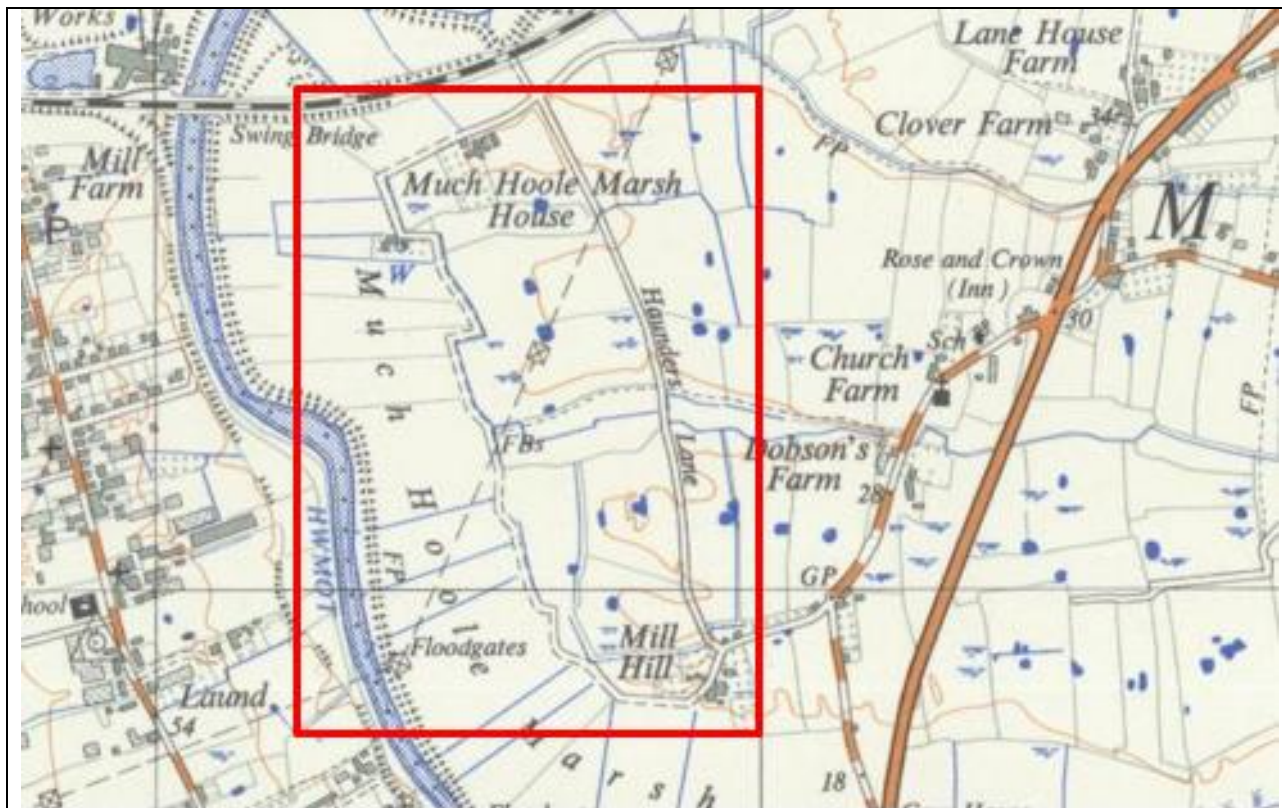 Works
Lane House
Farm
Swing Bridge
Mill
Farm
Clover Farm
34
FP
Much Hoole Marsh
House
P
M
W
Rose and Crown
(Inn)
30
Much Hoole Marsh
Haunders Lane
Sch
Church
Farm
FP
FBs
Dobson's
Farm
28
HWMOT
FP
GP
hool
Floodgates
Mill
Hill
Laund
54
18